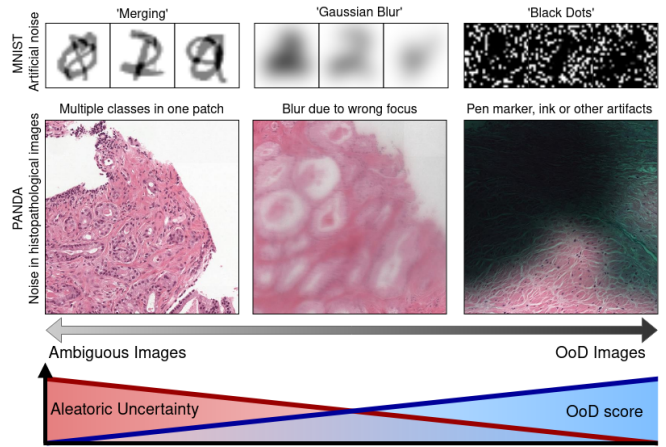 'Merging'
'Gaussian Blur'
'Black Dots'
MNIST
Artificial noise
Multiple classes in one patch
Blur due to wrong focus
Pen marker, ink or other artifacts
PANDA
Noise in histopathological images
Ambiguous Images
OoD Images
Aleatoric Uncertainty
OoD score